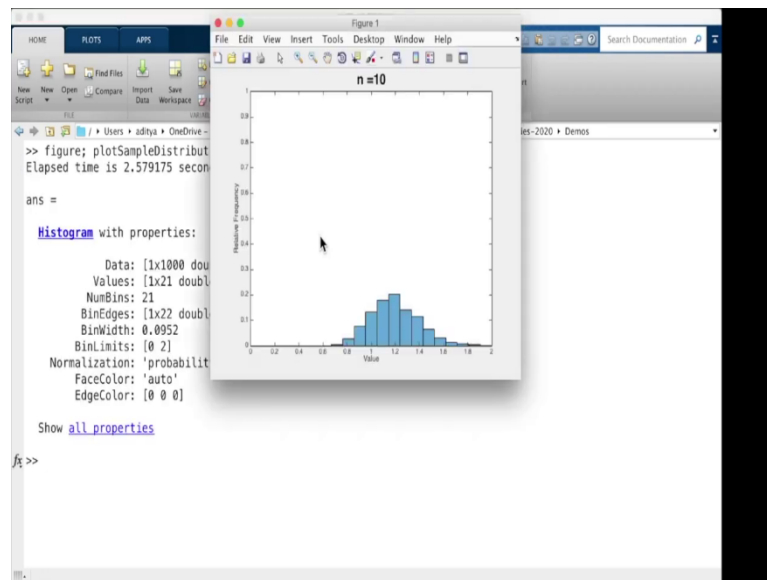 Figure 1
HOME PLOTS APPS
File Edit View Insert Tools Desktop Window Help
Search Documentation
New Script
New
Open
Find Files
Compare
Import Data
Save Workspace
FILE
/ ▸ Users ▸ aditya ▸ OneDrive –
-2020 ▸ Demos
>> figure; plotSampleDistribut
Elapsed time is 2.579175 secon
ans =
Histogram with properties:
Data: [1x1000 dou
Values: [1x21 doubl
NumBins: 21
BinEdges: [1x22 doubl
BinWidth: 0.0952
BinLimits: [0 2]
Normalization: 'probabilit
FaceColor: 'auto'
EdgeColor: [0 0 0]
Show all properties
fx >>
n =10
Relative Frequency
1
0.9
0.8
0.7
0.6
0.5
0.4
0.3
0.2
0.1
0
0 0.2 0.4 0.6 0.8 1 1.2 1.4 1.6 1.8 2
Value